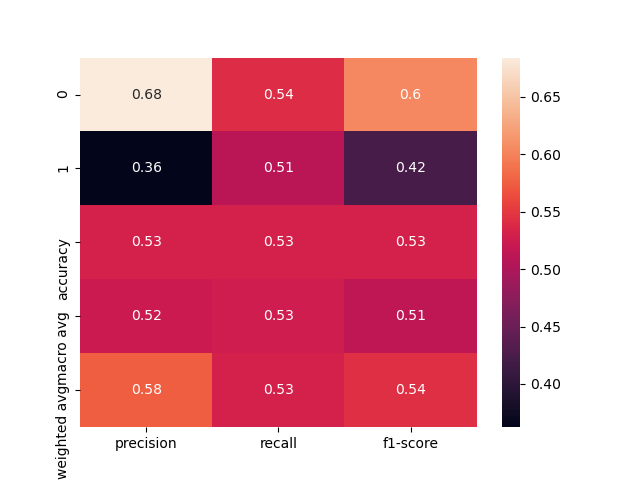 0 0.68 0.54 0.6
1 0.36 0.51 0.42
accuracy 0.53 0.53 0.53
macro avg 0.52 0.53 0.51
weighted avg 0.58 0.53 0.54
precision recall f1-score
0.65
0.60
0.55
0.50
0.45
0.40